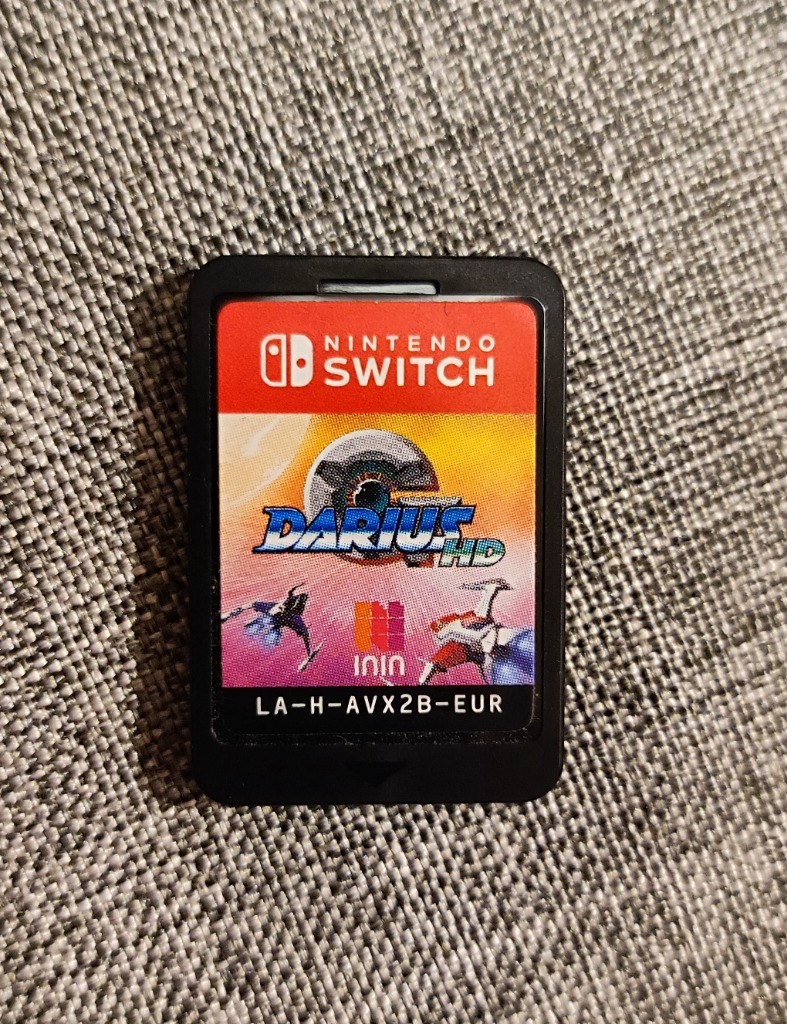 NINTENDO
SWITCH
G
DARIUS
HD
ININ
LA-H-AVX2B-EUR